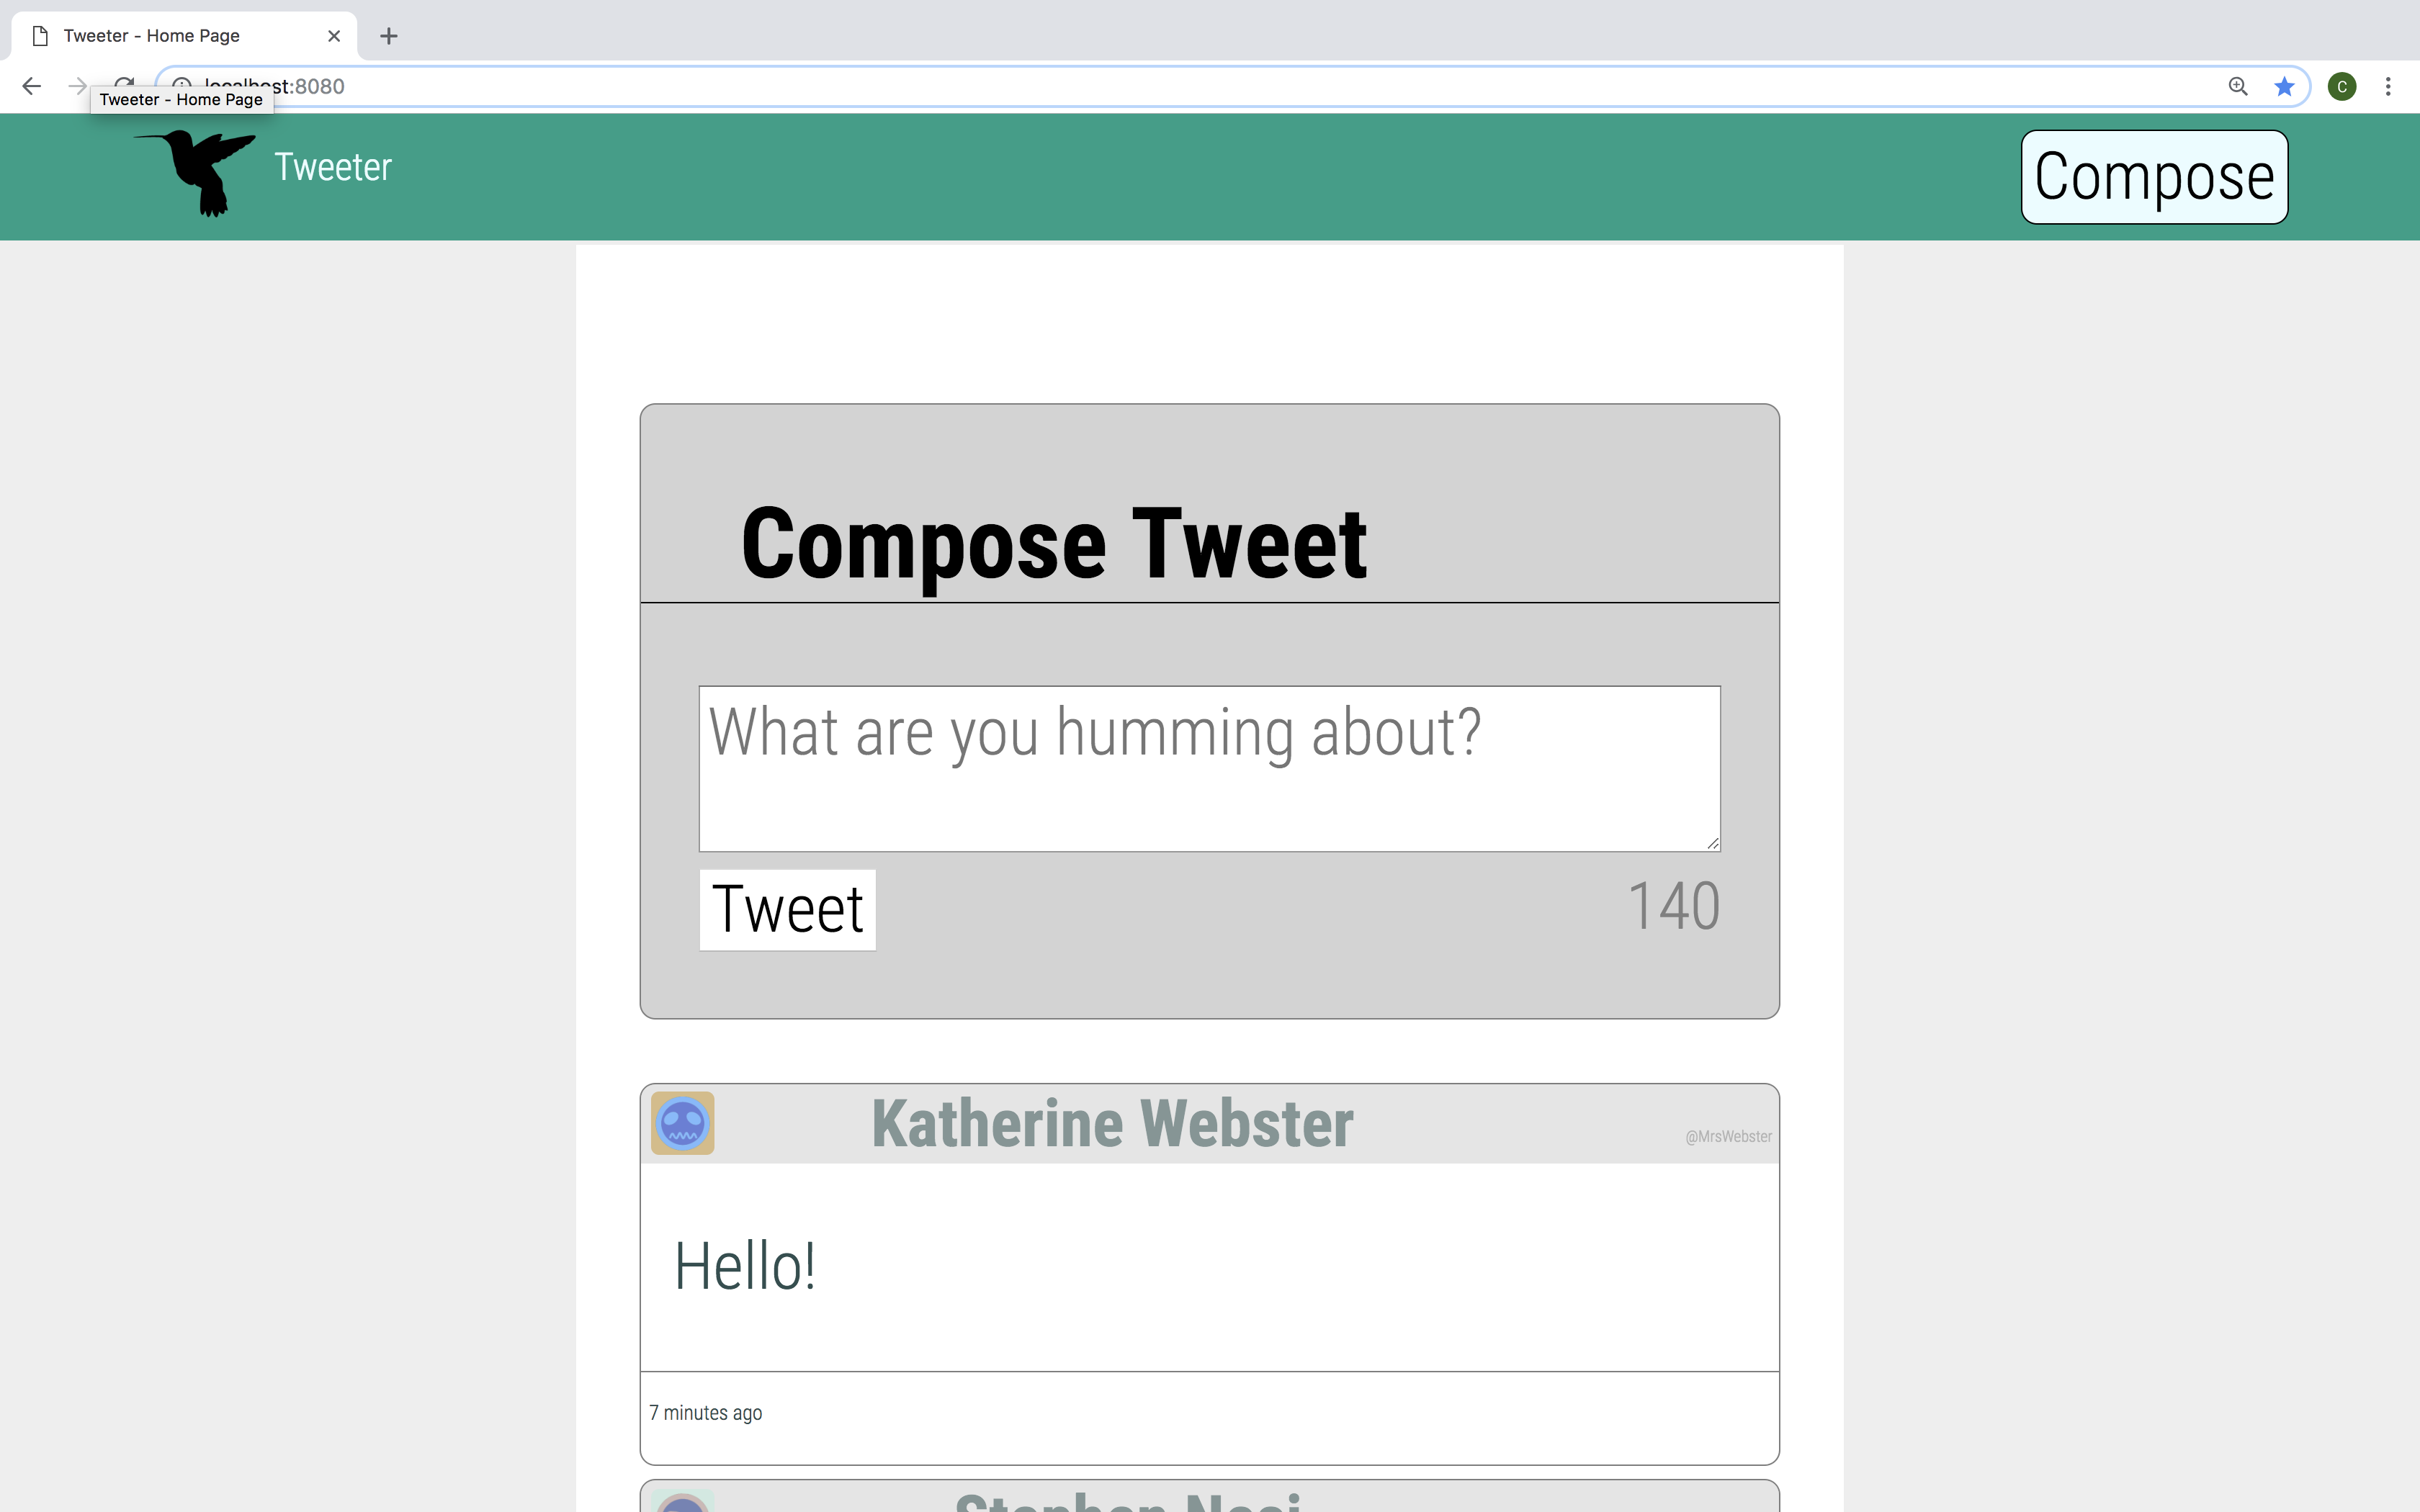 Tweeter - Home Page
localhost:8080
C
Tweeter - Home Page
Tweeter
Compose
Compose Tweet
What are you humming about?
Tweet
140
Katherine Webster
@MrsWebster
Hello!
7 minutes ago